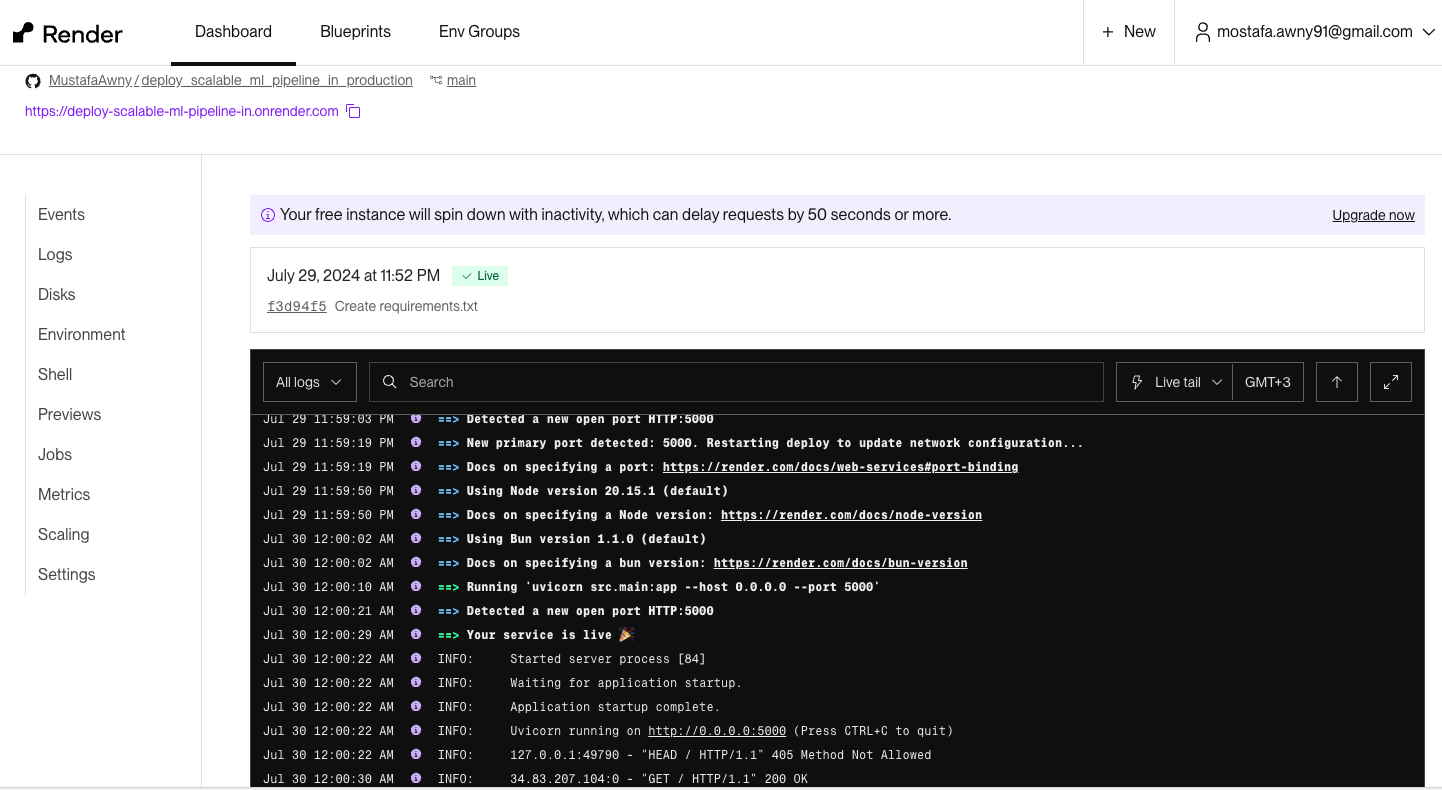 Render Dashboard Blueprints Env Groups + New mostafa.awny91@gmail.com
MustafaAwny / deploy_scalable_ml_pipeline_in_production main
https://deploy-scalable-ml-pipeline-in.onrender.com
Events
Logs
Disks
Environment
Shell
Previews
Jobs
Metrics
Scaling
Settings
Your free instance will spin down with inactivity, which can delay requests by 50 seconds or more. Upgrade now
July 29, 2024 at 11:52 PM Live
f3d94f5 Create requirements.txt
All logs Search Live tail GMT+3
Jul 29 11:59:03 PM ==> Detected a new open port HTTP:5000
Jul 29 11:59:19 PM ==> New primary port detected: 5000. Restarting deploy to update network configuration...
Jul 29 11:59:19 PM ==> Docs on specifying a port: https://render.com/docs/web-services#port-binding
Jul 29 11:59:50 PM ==> Using Node version 20.15.1 (default)
Jul 29 11:59:50 PM ==> Docs on specifying a Node version: https://render.com/docs/node-version
Jul 30 12:00:02 AM ==> Using Bun version 1.1.0 (default)
Jul 30 12:00:02 AM ==> Docs on specifying a bun version: https://render.com/docs/bun-version
Jul 30 12:00:10 AM ==> Running 'uvicorn src.main:app --host 0.0.0.0 --port 5000'
Jul 30 12:00:21 AM ==> Detected a new open port HTTP:5000
Jul 30 12:00:29 AM ==> Your service is live 🎉
Jul 30 12:00:22 AM INFO: Started server process [84]
Jul 30 12:00:22 AM INFO: Waiting for application startup.
Jul 30 12:00:22 AM INFO: Application startup complete.
Jul 30 12:00:22 AM INFO: Uvicorn running on http://0.0.0.0:5000 (Press CTRL+C to quit)
Jul 30 12:00:22 AM INFO: 127.0.0.1:49790 - "HEAD / HTTP/1.1" 405 Method Not Allowed
Jul 30 12:00:30 AM INFO: 34.83.207.104:0 - "GET / HTTP/1.1" 200 OK